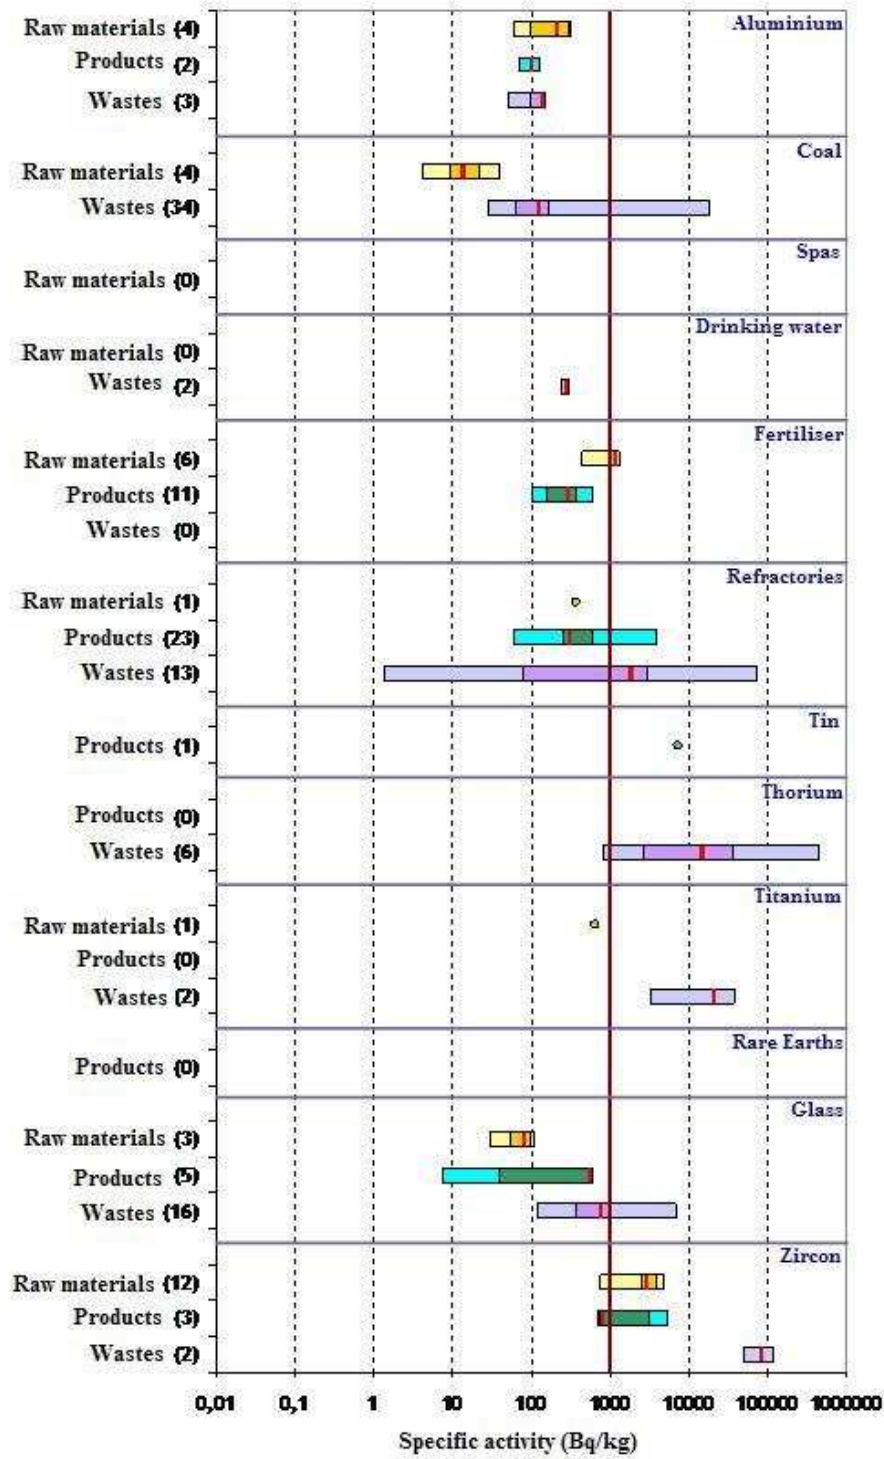 Aluminium
Raw materials (4)
Products (2)
Wastes (3)
Coal
Raw materials (4)
Wastes (34)
Spas
Raw materials (0)
Drinking water
Raw materials (0)
Wastes (2)
Fertiliser
Raw materials (6)
Products (11)
Wastes (0)
Refractories
Raw materials (1)
Products (23)
Wastes (13)
Tin
Products (1)
Thorium
Products (0)
Wastes (6)
Titanium
Raw materials (1)
Products (0)
Wastes (2)
Rare Earths
Products (0)
Glass
Raw materials (3)
Products (5)
Wastes (16)
Zircon
Raw materials (12)
Products (3)
Wastes (2)
0,01 0,1 1 10 100 1000 10000 100000 1000000
Specific activity (Bq/kg)